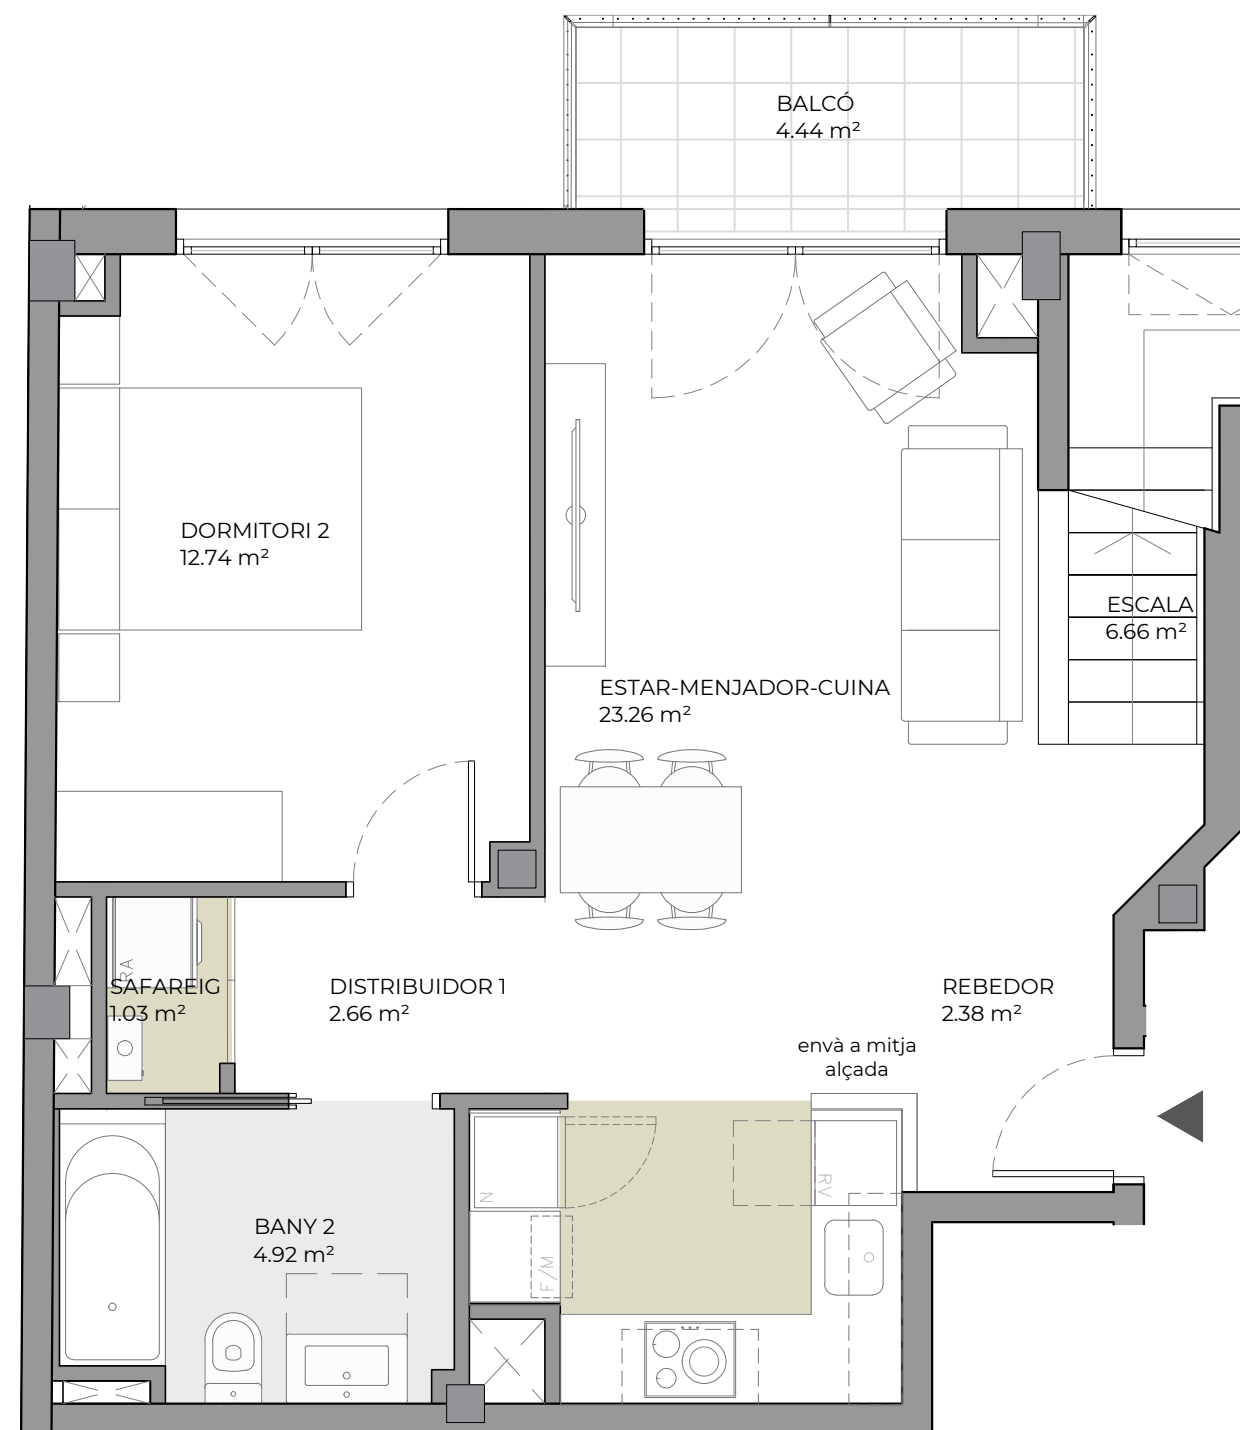 BALCÓ
4.44 m²
DORMITORI 2
12.74 m²
ESCALA
6.66 m²
ESTAR-MENJADOR-CUINA
23.26 m²
RA
SAFAREIG
1.03 m²
DISTRIBUIDOR 1
2.66 m²
REBEDOR
2.38 m²
envà a mitja
alçada
N
RV
BANY 2
4.92 m²
F/M